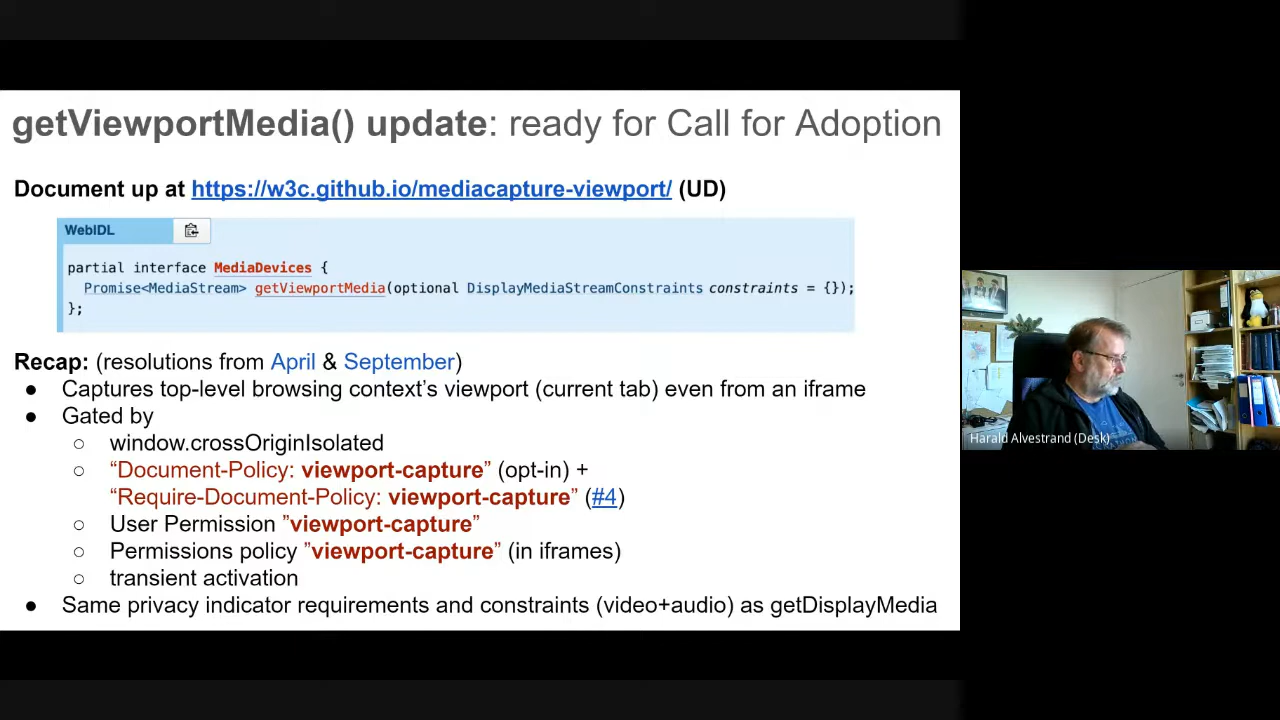 getViewportMedia() update: ready for Call for Adoption
Document up at https://w3c.github.io/mediacapture-viewport/ (UD)
WebIDL
partial interface MediaDevices {
Promise<MediaStream> getViewportMedia(optional DisplayMediaStreamConstraints constraints = {});
};
Recap: (resolutions from April & September)
● Captures top-level browsing context’s viewport (current tab) even from an iframe
● Gated by
○ window.crossOriginIsolated
○ “Document-Policy: viewport-capture” (opt-in) +
“Require-Document-Policy: viewport-capture” (#4)
○ User Permission ”viewport-capture”
○ Permissions policy ”viewport-capture” (in iframes)
○ transient activation
● Same privacy indicator requirements and constraints (video+audio) as getDisplayMedia
Harald Alvestrand (Desk)